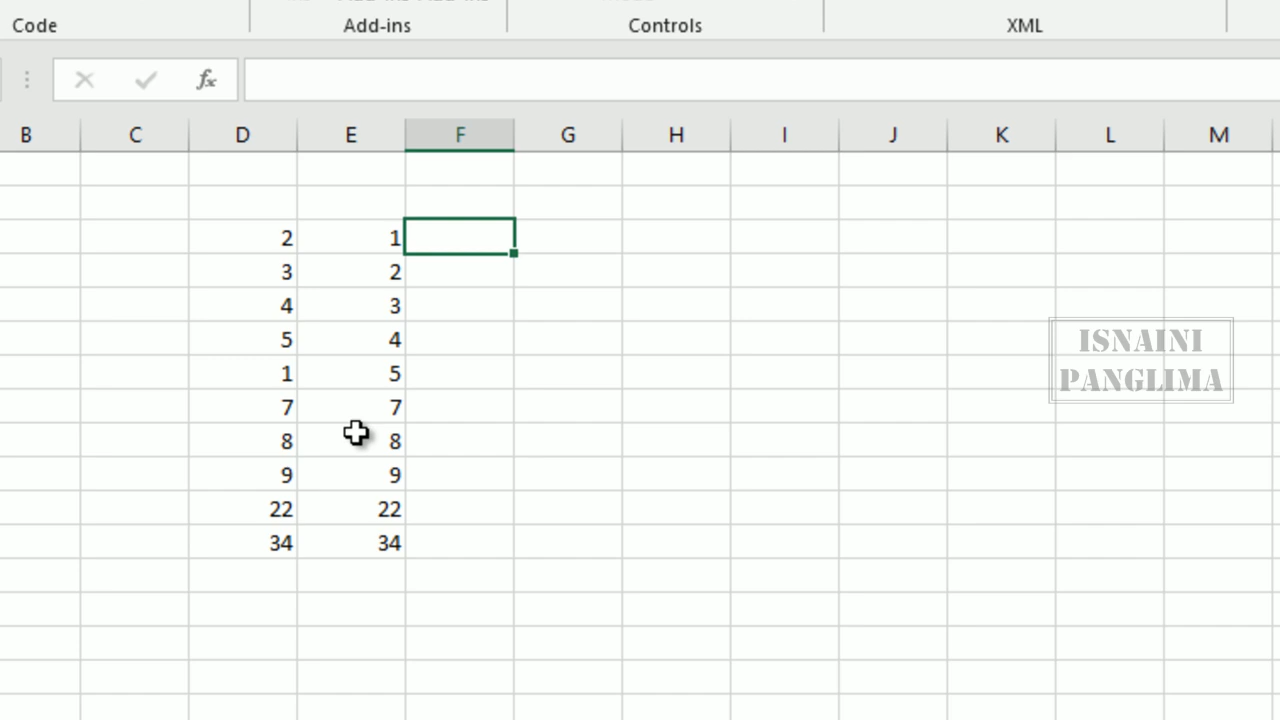 Code Add-ins Controls XML
fx
B C D E F G H I J K L M
2 1
3 2
4 3
5 4
1 5
7 7
8 8
9 9
22 22
34 34
ISNAINI
PANGLIMA